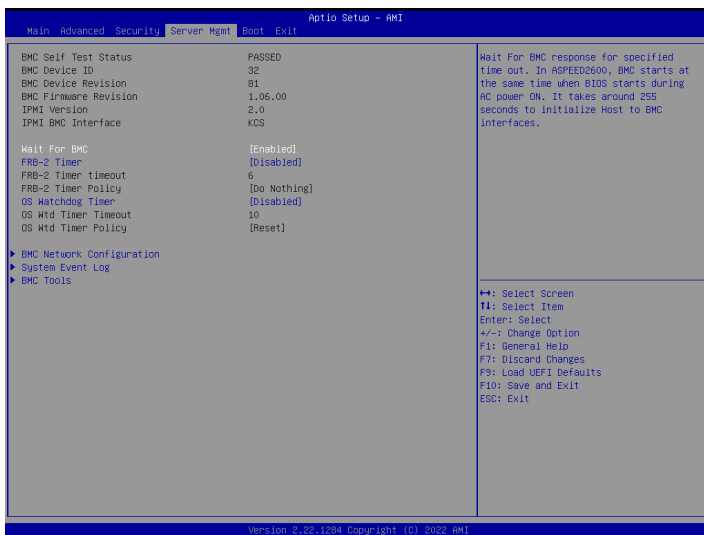 Aptio Setup – AMI
Main Advanced Security Server Mgmt Boot Exit
BMC Self Test Status PASSED
BMC Device ID 32
BMC Device Revision 81
BMC Firmware Revision 1.06.00
IPMI Version 2.0
IPMI BMC Interface KCS
Wait For BMC [Enabled]
FRB-2 Timer [Disabled]
FRB-2 Timer timeout 6
FRB-2 Timer Policy [Do Nothing]
OS Watchdog Timer [Disabled]
OS Wtd Timer Timeout 10
OS Wtd Timer Policy [Reset]
BMC Network Configuration
System Event Log
BMC Tools
Wait For BMC response for specified
time out. In ASPEED2600, BMC starts at
the same time when BIOS starts during
AC power ON. It takes around 255
seconds to initialize Host to BMC
interfaces.
↔: Select Screen
↑↓: Select Item
Enter: Select
+/-: Change Option
F1: General Help
F7: Discard Changes
F9: Load UEFI Defaults
F10: Save and Exit
ESC: Exit
Version 2.22.1284 Copyright (C) 2022 AMI